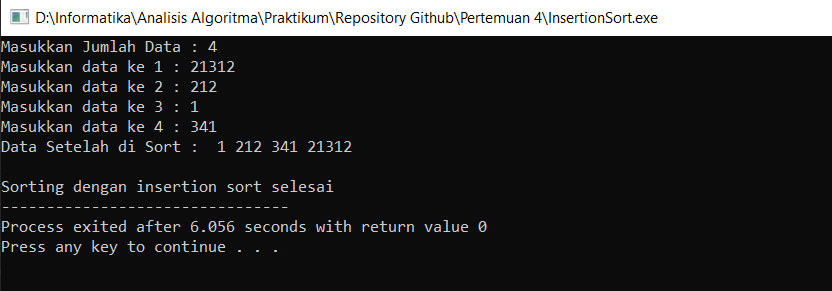 D:\Informatika\Analisis Algoritma\Praktikum\Repository Github\Pertemuan 4\InsertionSort.exe
Masukkan Jumlah Data : 4
Masukkan data ke 1 : 21312
Masukkan data ke 2 : 212
Masukkan data ke 3 : 1
Masukkan data ke 4 : 341
Data Setelah di Sort :  1 212 341 21312
Sorting dengan insertion sort selesai
--------------------------------
Process exited after 6.056 seconds with return value 0
Press any key to continue . . .